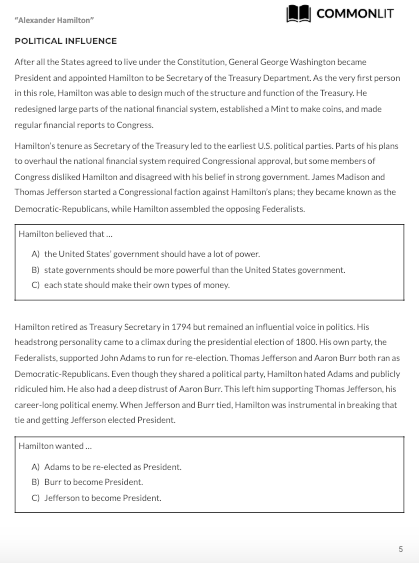 "Alexander Hamilton"
COMMONLIT
POLITICAL INFLUENCE
After all the States agreed to live under the Constitution, General George Washington became
President and appointed Hamilton to be Secretary of the Treasury Department. As the very first person
in this role, Hamilton was able to design much of the structure and function of the Treasury. He
redesigned large parts of the national financial system, established a Mint to make coins, and made
regular financial reports to Congress.
Hamilton's tenure as Secretary of the Treasury led to the earliest U.S. political parties. Parts of his plans
to overhaul the national financial system required Congressional approval, but some members of
Congress disliked Hamilton and disagreed with his belief in strong government. James Madison and
Thomas Jefferson started a Congressional faction against Hamilton's plans; they became known as the
Democratic-Republicans, while Hamilton assembled the opposing Federalists.
Hamilton believed that ...
A) the United States' government should have a lot of power.
B) state governments should be more powerful than the United States government.
C) each state should make their own types of money.
Hamilton retired as Treasury Secretary in 1794 but remained an influential voice in politics. His
headstrong personality came to a climax during the presidential election of 1800. His own party, the
Federalists, supported John Adams to run for re-election. Thomas Jefferson and Aaron Burr both ran as
Democratic-Republicans. Even though they shared a political party, Hamilton hated Adams and publicly
ridiculed him. He also had a deep distrust of Aaron Burr. This left him supporting Thomas Jefferson, his
career-long political enemy. When Jefferson and Burr tied, Hamilton was instrumental in breaking that
tie and getting Jefferson elected President.
Hamilton wanted ...
A) Adams to be re-elected as President.
B) Burr to become President.
C) Jefferson to become President.
5